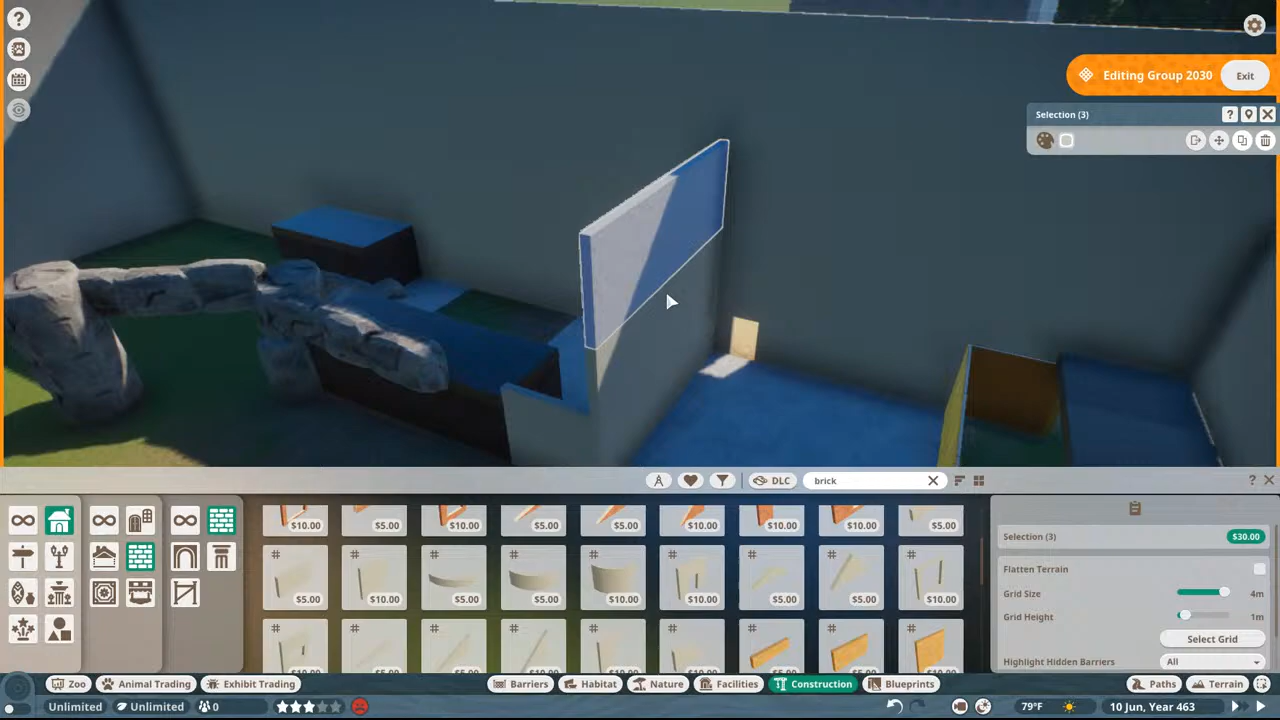 ?
Editing Group 2030
Exit
Selection (3)
?
DLC
brick
?
$10.00 $5.00 $10.00 $5.00 $5.00 $10.00 $5.00 $10.00 $5.00
# # # # # # # # #
$5.00 $10.00 $5.00 $5.00 $10.00 $10.00 $5.00 $5.00 $10.00
# # # # # # # # #
Selection (3) $30.00
Flatten Terrain
Grid Size 4m
Grid Height 1m
Select Grid
Highlight Hidden Barriers All
Zoo Animal Trading Exhibit Trading Barriers Habitat Nature Facilities Construction Blueprints Paths Terrain
Unlimited Unlimited 0 79°F 10 Jun, Year 463